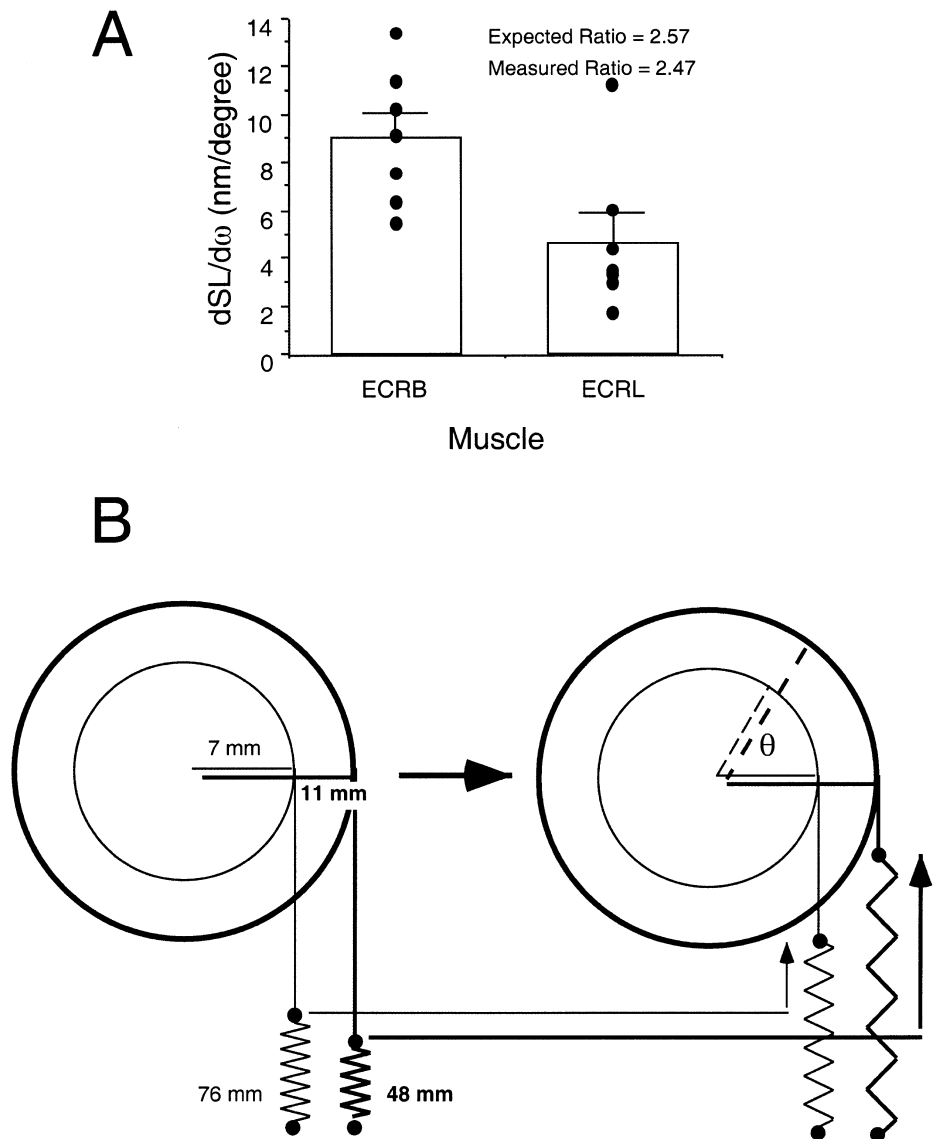 A
Expected Ratio = 2.57
Measured Ratio = 2.47
dSL/dω (nm/degree)
14
12
10
8
6
4
2
0
ECRB
ECRL
Muscle
B
7 mm
11 mm
θ
76 mm
48 mm